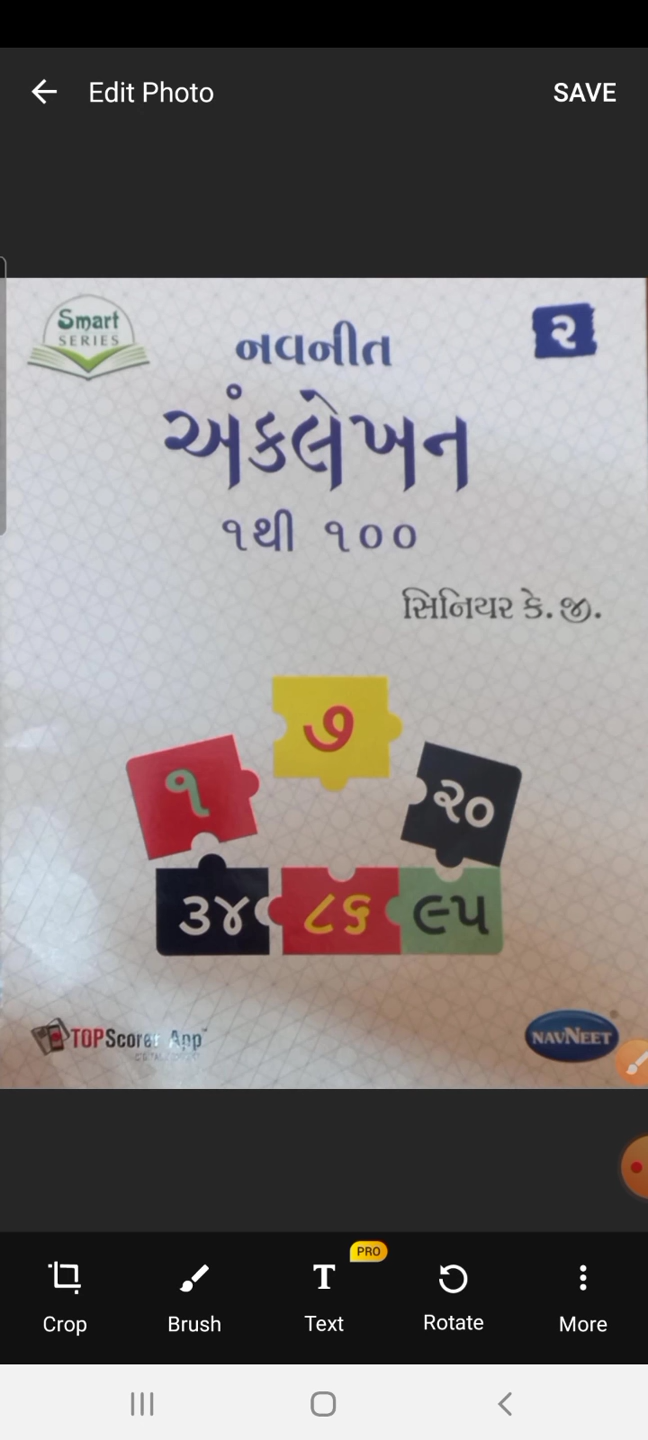 Edit Photo SAVE
Smart
SERIES
૨
નવનીત
અંકલેખન
૧થી ૧૦૦
સિનિયર કે.જી.
૭
૧
૨૦
૩૪ ૮૬ ૯૫
TOPScorer App™
NAVNEET®
PRO
Crop Brush T Text Rotate More